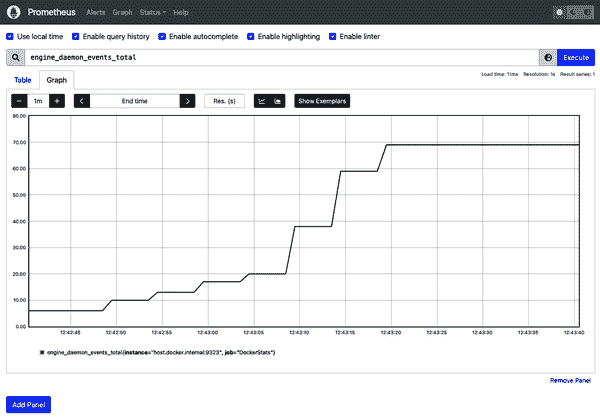 Prometheus Alerts Graph Status Help
Use local time Enable query history Enable autocomplete Enable highlighting Enable linter
engine_daemon_events_total Execute
Load time: 11ms Resolution: 1s Result series: 1
Table Graph
− 1m + < End time > Res. (s) Show Exemplars
80.00
70.00
60.00
50.00
40.00
30.00
20.00
10.00
0.00
12:42:45 12:42:50 12:42:55 12:43:00 12:43:05 12:43:10 12:43:15 12:43:20 12:43:25 12:43:30 12:43:35 12:43:40
engine_daemon_events_total{instance="host.docker.internal:9323", job="DockerStats"}
Remove Panel
Add Panel